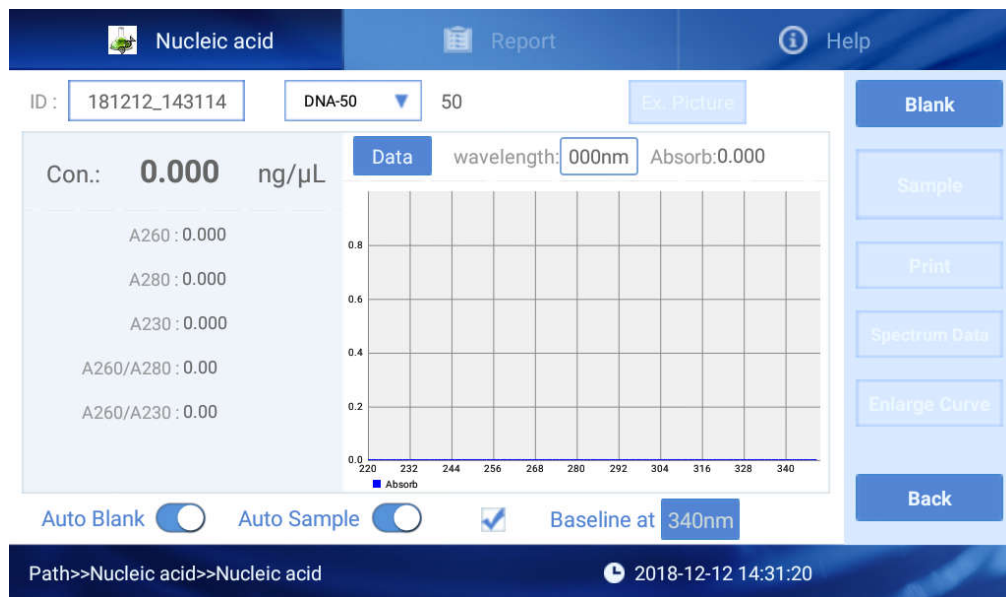 Nucleic acid
Report
Help
ID : 181212_143114 DNA-50 50 Ex. Picture
Blank
Con.: 0.000 ng/µL
Data wavelength: 000nm Absorb:0.000
Sample
A260 : 0.000
A280 : 0.000
A230 : 0.000
A260/A280 : 0.00
A260/A230 : 0.00
0.8
0.6
0.4
0.2
0.0
220 232 244 256 268 280 292 304 316 328 340
Absorb
Print
Spectrum Data
Enlarge Curve
Back
Auto Blank Auto Sample Baseline at 340nm
Path>>Nucleic acid>>Nucleic acid 2018-12-12 14:31:20